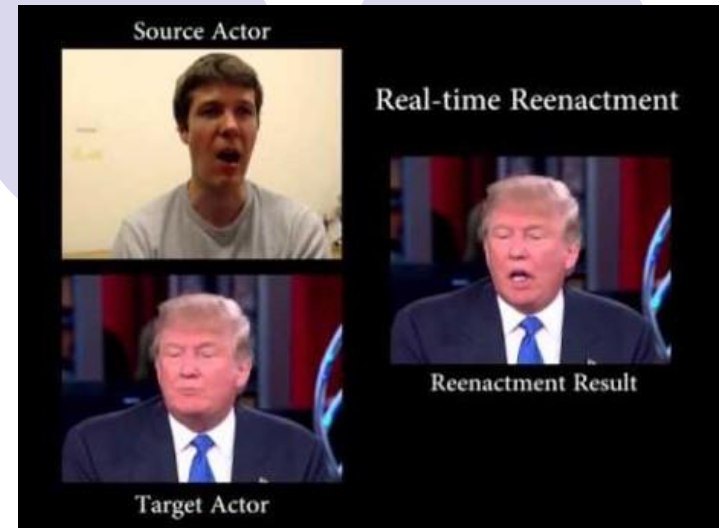 Source Actor
Real-time Reenactment
Target Actor
Reenactment Result